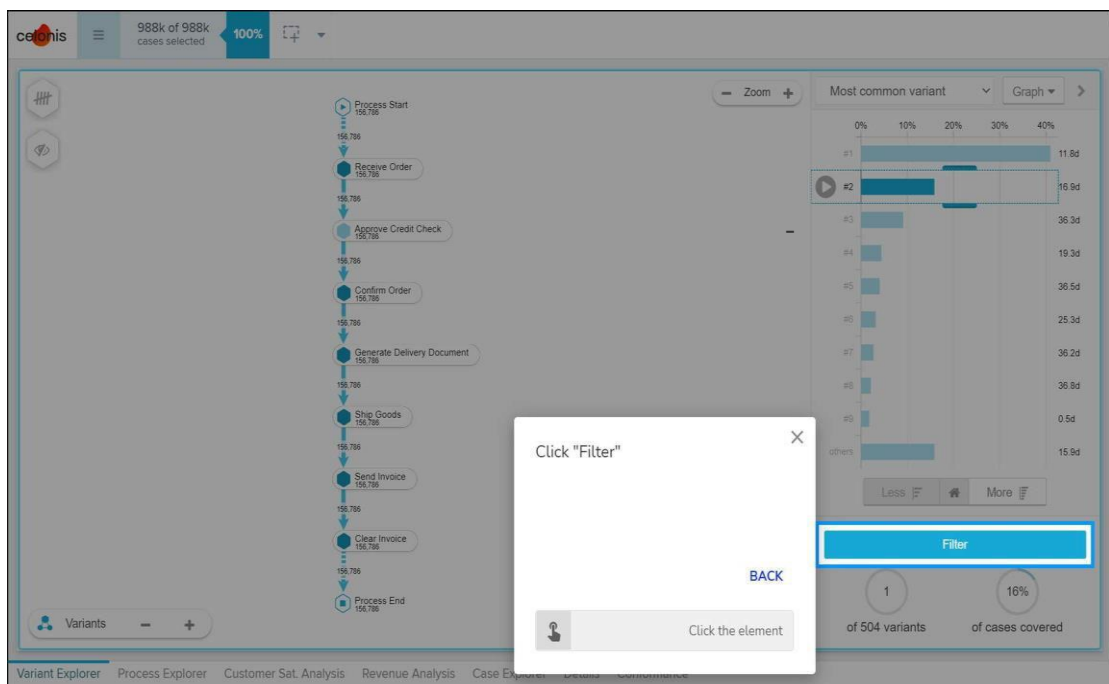 celonis
988k of 988k
cases selected
100%
Zoom
Most common variant
Graph
Process Start
156,786
156,786
Receive Order
156,786
156,786
Approve Credit Check
156,786
156,786
Confirm Order
156,786
156,786
Generate Delivery Document
156,786
156,786
Ship Goods
156,786
156,786
Send Invoice
156,786
156,786
Clear Invoice
156,786
156,786
Process End
156,786
0% 10% 20% 30% 40%
#1 11.8d
#2 16.9d
#3 36.3d
#4 19.3d
#5 36.5d
#6 25.3d
#7 36.2d
#8 36.8d
#9 0.5d
others 15.9d
Less
More
Filter
1
of 504 variants
16%
of cases covered
Click "Filter"
BACK
Click the element
Variants
Variant Explorer Process Explorer Customer Sat. Analysis Revenue Analysis Case Explorer Details Conformance